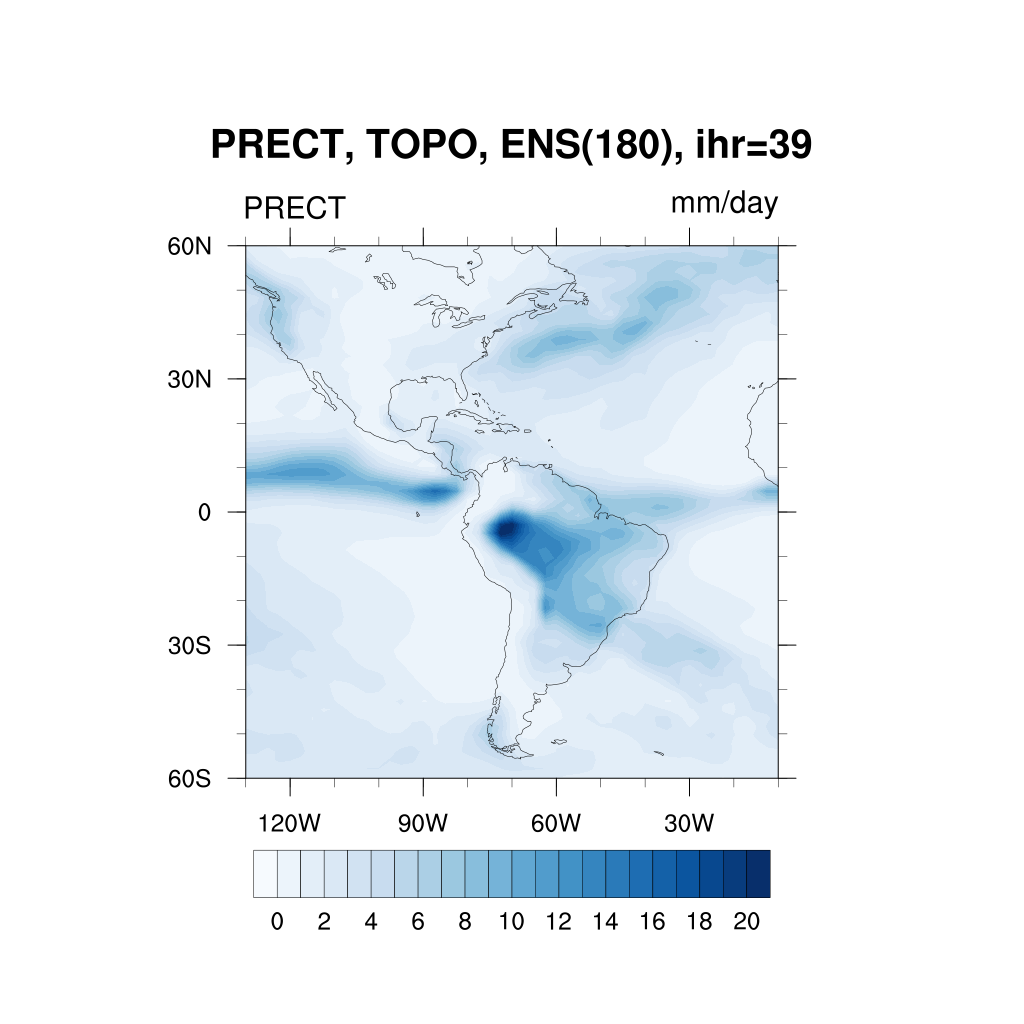 PRECT, TOPO, ENS(180), ihr=39
PRECT mm/day
60N
30N
0
30S
60S
120W 90W 60W 30W
0 2 4 6 8 10 12 14 16 18 20